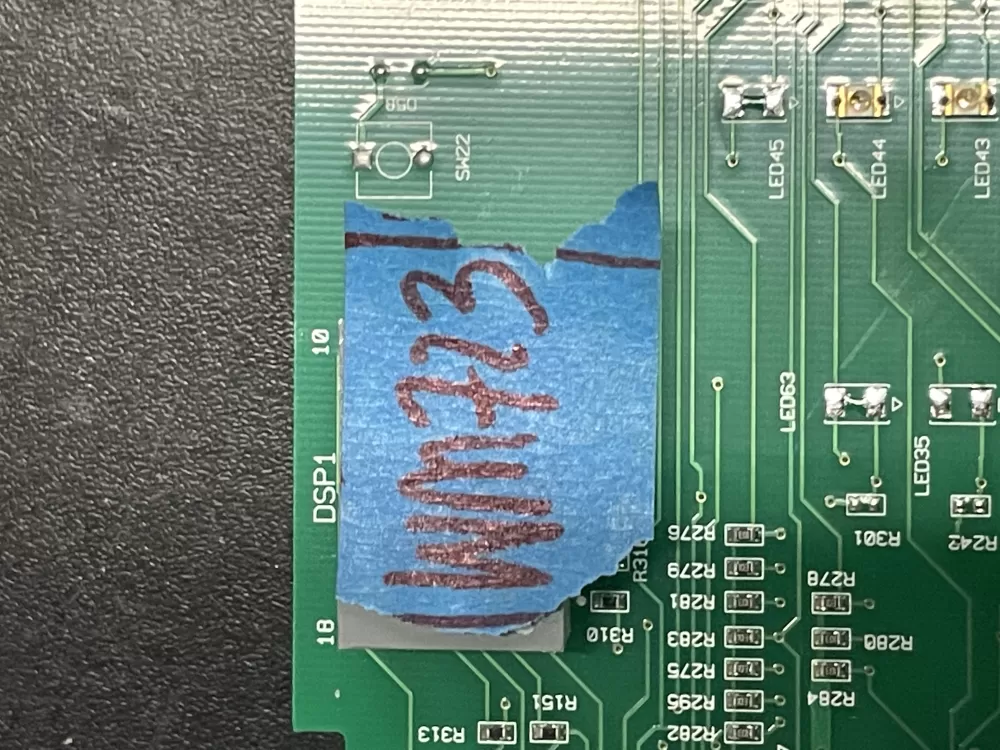 D58
SW22
LED45
LED44
LED43
10
DSP1
18
LED63
LED35
R301
R242
R276
R279
R278
R281
R310
R283
R280
R275
R284
R295
R151
R313
R282